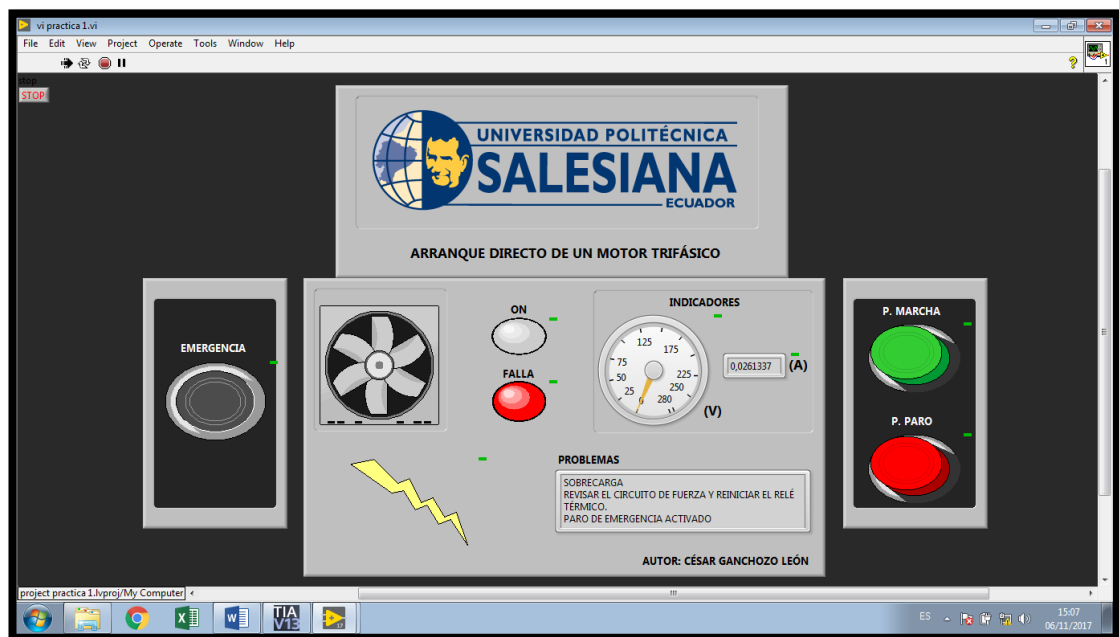 vi practica 1.vi
File Edit View Project Operate Tools Window Help
stop
STOP
UNIVERSIDAD POLITÉCNICA
SALESIANA
ECUADOR
ARRANQUE DIRECTO DE UN MOTOR TRIFÁSICO
EMERGENCIA
ON
FALLA
INDICADORES
125
175
75
225
50
250
25
280
0
(V)
0,0261337 (A)
P. MARCHA
P. PARO
PROBLEMAS
SOBRECARGA
REVISAR EL CIRCUITO DE FUERZA Y REINICIAR EL RELÉ
TÉRMICO.
PARO DE EMERGENCIA ACTIVADO
AUTOR: CÉSAR GANCHOZO LEÓN
project practica 1.lvproj/My Computer
TIA
V13
17
ES
15:07
06/11/2017